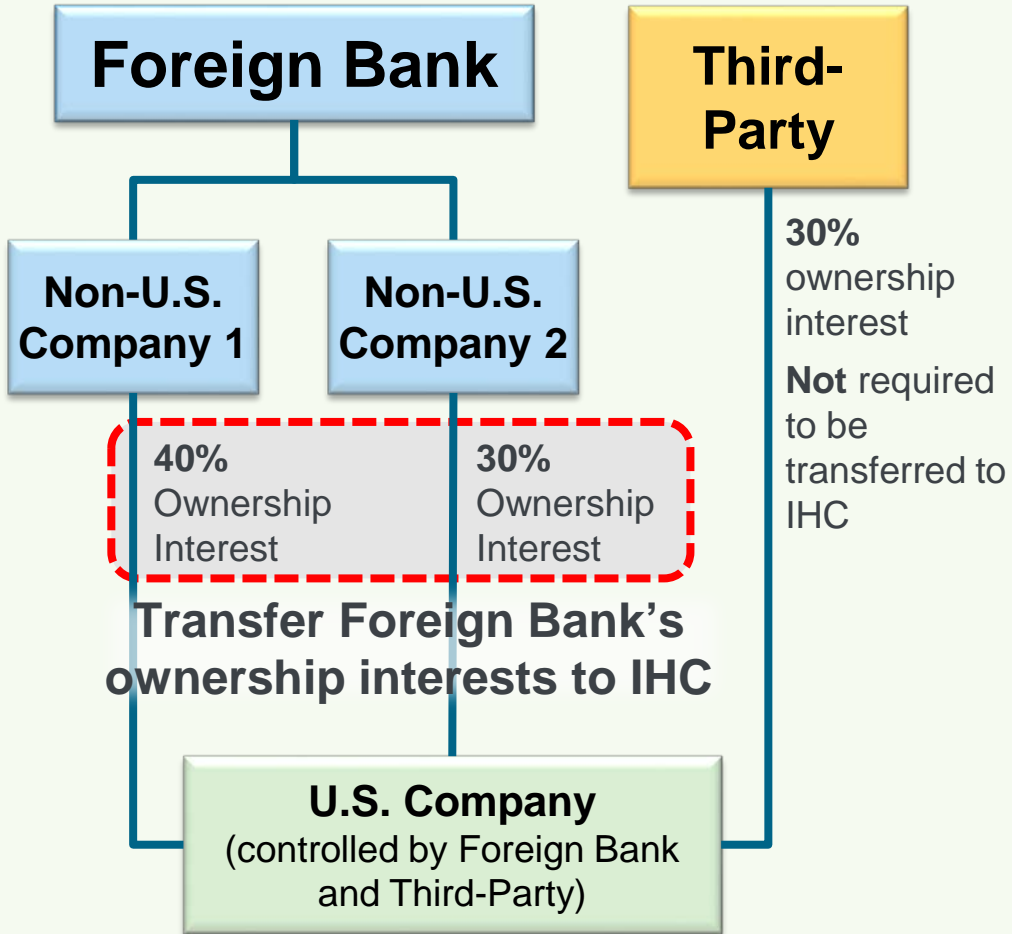 Foreign Bank
Third-
Party
Non-U.S.
Company 1
Non-U.S.
Company 2
30%
ownership
interest
Not required
to be
transferred to
IHC
40%
Ownership
Interest
30%
Ownership
Interest
Transfer Foreign Bank’s
ownership interests to IHC
U.S. Company
(controlled by Foreign Bank
and Third-Party)